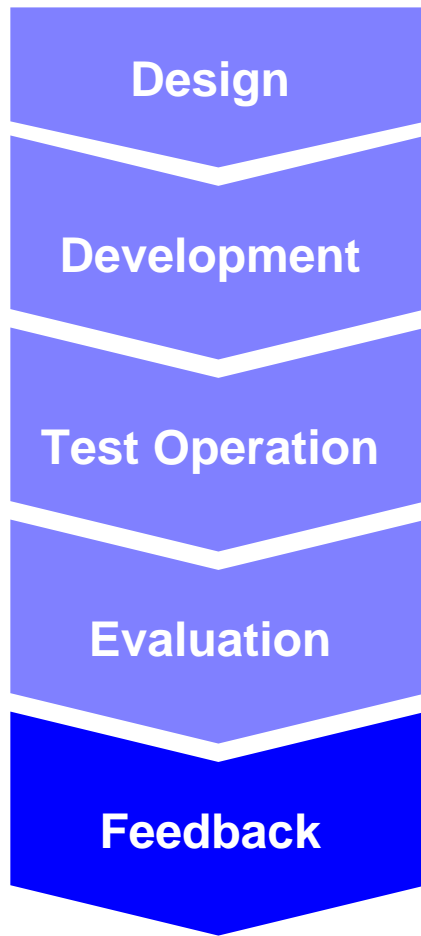 Design
Development
Test Operation
Evaluation
Feedback